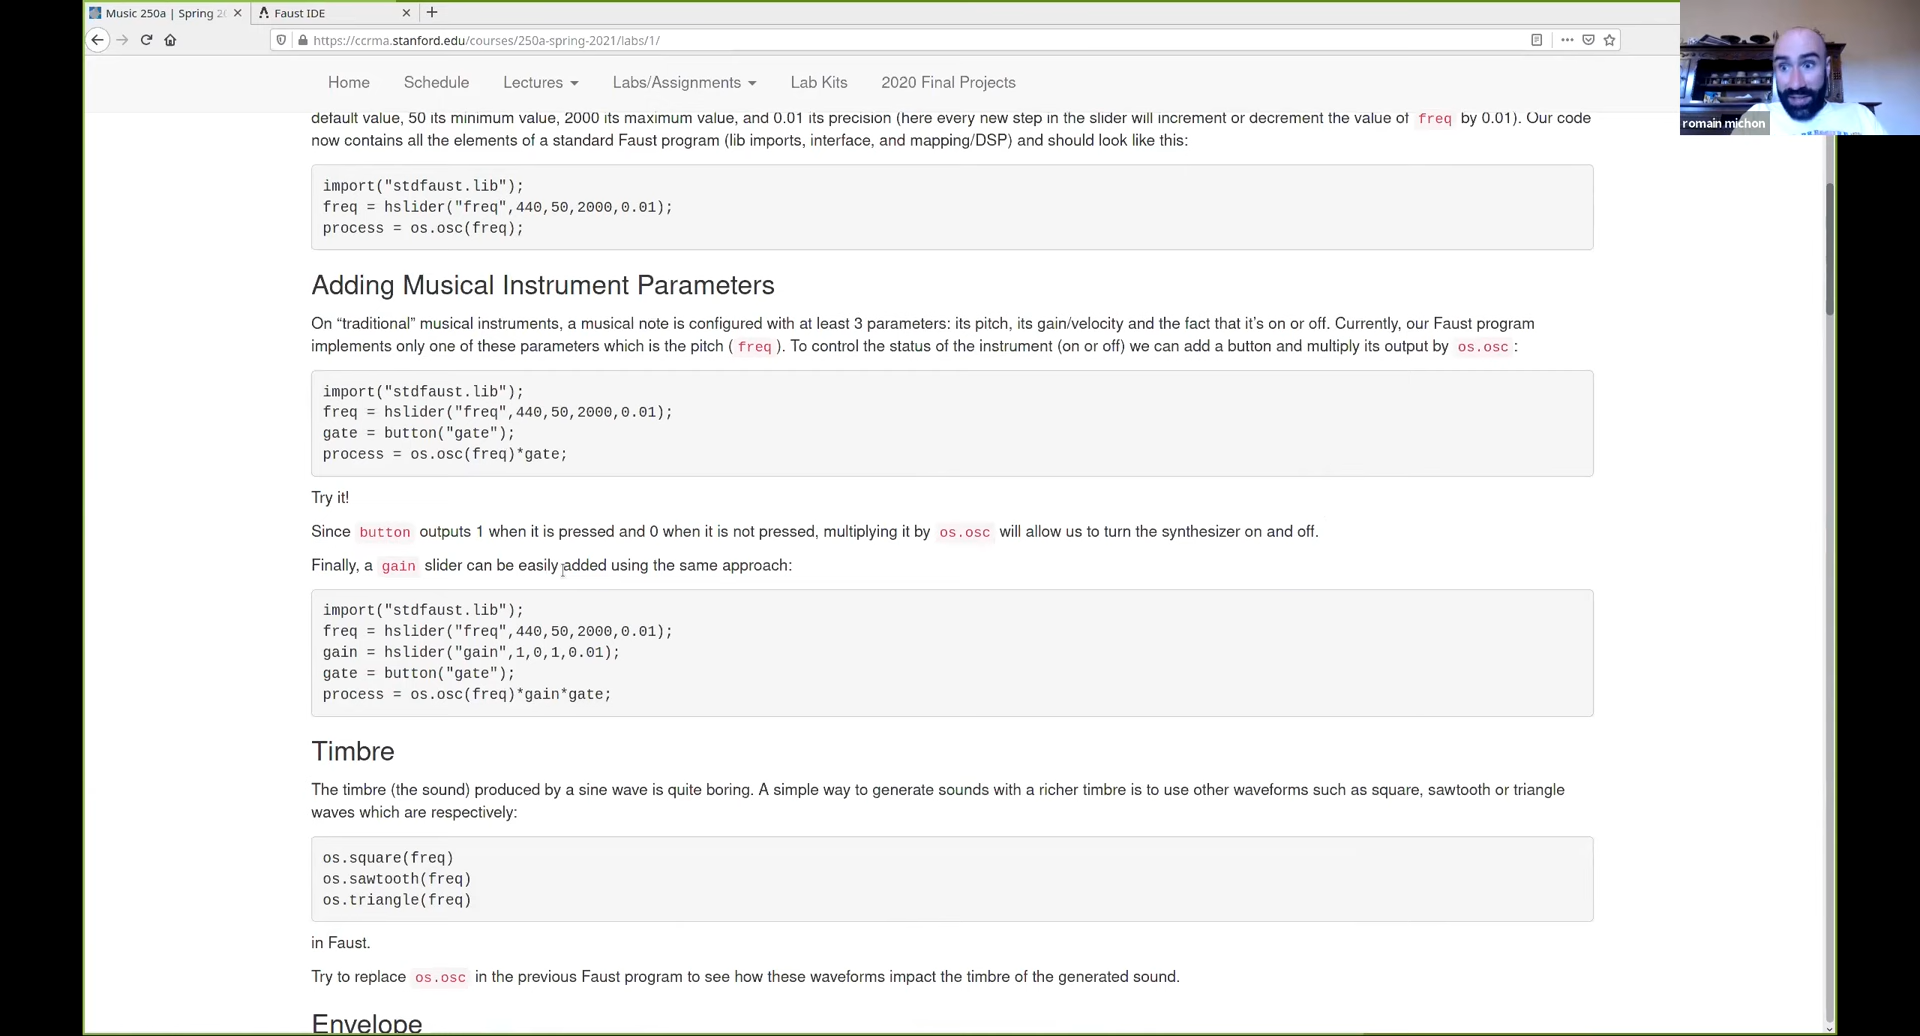 Music 250a | Spring 20
Faust IDE
https://ccrma.stanford.edu/courses/250a-spring-2021/labs/1/
romain michon
Home Schedule Lectures Labs/Assignments Lab Kits 2020 Final Projects
default value, 50 its minimum value, 2000 its maximum value, and 0.01 its precision (here every new step in the slider will increment or decrement the value of freq by 0.01). Our code
now contains all the elements of a standard Faust program (lib imports, interface, and mapping/DSP) and should look like this:
import("stdfaust.lib");
freq = hslider("freq",440,50,2000,0.01);
process = os.osc(freq);
Adding Musical Instrument Parameters
On “traditional” musical instruments, a musical note is configured with at least 3 parameters: its pitch, its gain/velocity and the fact that it’s on or off. Currently, our Faust program
implements only one of these parameters which is the pitch ( freq ). To control the status of the instrument (on or off) we can add a button and multiply its output by os.osc :
import("stdfaust.lib");
freq = hslider("freq",440,50,2000,0.01);
gate = button("gate");
process = os.osc(freq)*gate;
Try it!
Since button outputs 1 when it is pressed and 0 when it is not pressed, multiplying it by os.osc will allow us to turn the synthesizer on and off.
Finally, a gain slider can be easily added using the same approach:
import("stdfaust.lib");
freq = hslider("freq",440,50,2000,0.01);
gain = hslider("gain",1,0,1,0.01);
gate = button("gate");
process = os.osc(freq)*gain*gate;
Timbre
The timbre (the sound) produced by a sine wave is quite boring. A simple way to generate sounds with a richer timbre is to use other waveforms such as square, sawtooth or triangle
waves which are respectively:
os.square(freq)
os.sawtooth(freq)
os.triangle(freq)
in Faust.
Try to replace os.osc in the previous Faust program to see how these waveforms impact the timbre of the generated sound.
Envelope